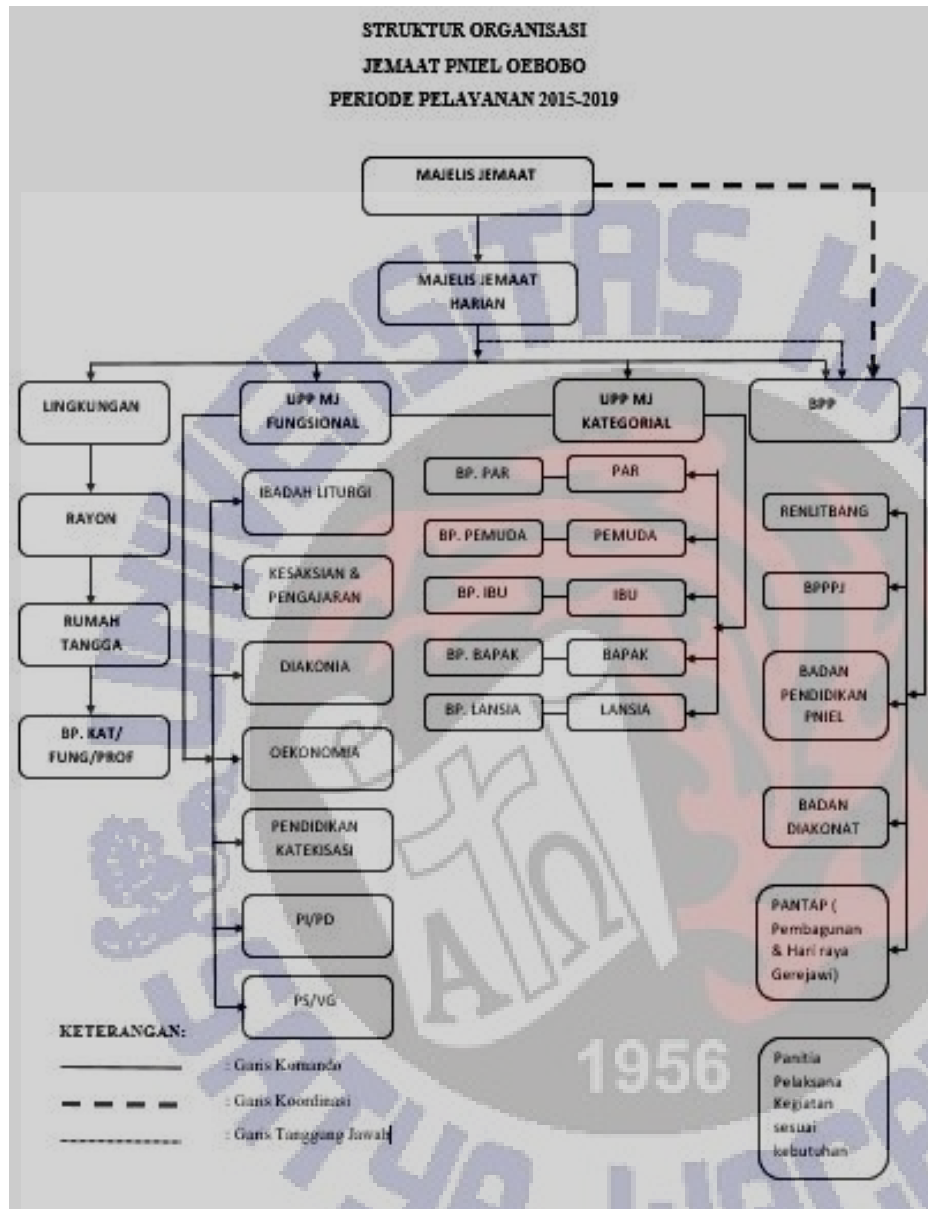 STRUKTUR ORGANISASI
JEMAAT PNIEL OEBOBO
PERIODE PELAYANAN 2015-2019
MAJELIS JEMAAT
MAJELIS JEMAAT
HARIAN
LINGKUNGAN
UPP MJ
FUNGSIONAL
UPP MJ
KATEGORIAL
BPP
RAYON
RUMAH
TANGGA
BP. KAT/
FUNG/PROF
IBADAH LITURGI
KESAKSIAN &
PENGAJARAN
DIAKONIA
OEKONOMIA
PENDIDIKAN
KATEKISASI
PI/PD
PS/VG
BP. PAR
PAR
BP. PEMUDA
PEMUDA
BP. IBU
IBU
BP. BAPAK
BAPAK
BP. LANSIA
LANSIA
RENLITBANG
BPPPJ
BADAN
PENDIDIKAN
PNIEL
BADAN
DIAKONAT
PANTAP (
Pembagunan
& Hari raya
Gerejawi)
Panitia
Pelaksana
Kegiatan
sesuai
kebutuhan
KETERANGAN:
: Garis Komando
: Garis Koordinasi
: Garis Tanggung Jawab
UNIVERSITAS
SATYA WACA
A Ω
1956